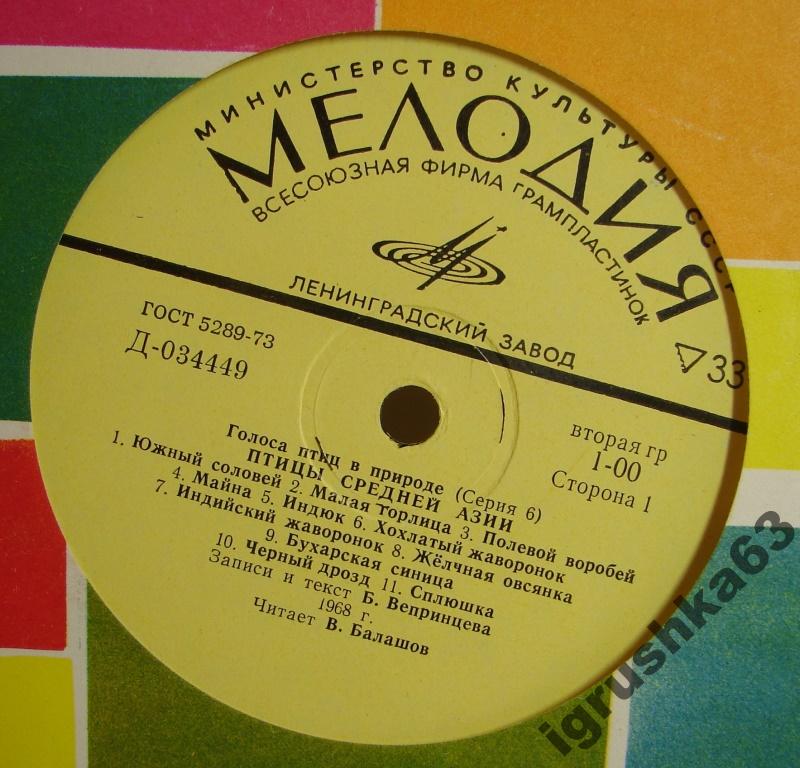 МИНИСТЕРСТВО КУЛЬТУРЫ СССР
МЕЛОДИЯ
ВСЕСОЮЗНАЯ ФИРМА ГРАМПЛАСТИНОК
ЛЕНИНГРАДСКИЙ ЗАВОД
33
ГОСТ 5289-73
Д-034449
вторая гр
1-00
Сторона 1
Голоса птиц в природе (Серия 6)
ПТИЦЫ СРЕДНЕЙ АЗИИ
1. Южный соловей 2. Малая горлица 3. Полевой воробей
4. Майна 5. Индюк 6. Хохлатый жаворонок
7. Индийский жаворонок 8. Жёлчная овсянка
9. Бухарская синица
10. Черный дрозд 11. Сплюшка
Записи и текст Б. Вепринцева
1968 г.
Читает В. Балашов
igrushka63